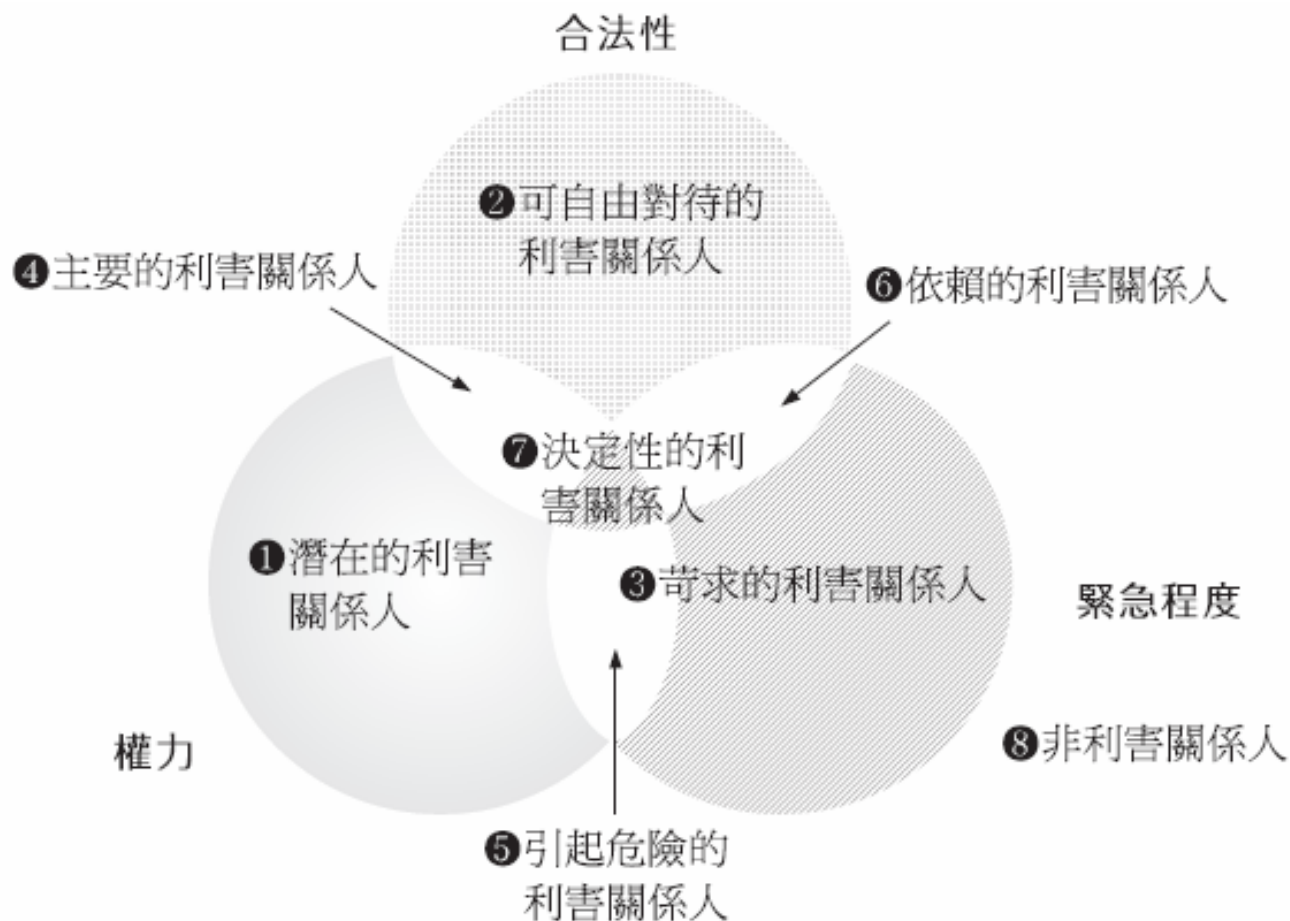 合法性
❷可自由對待的
利害關係人
❹主要的利害關係人
❻依賴的利害關係人
❼決定性的利
害關係人
❶潛在的利害
關係人
❸苛求的利害關係人
緊急程度
權力
❽非利害關係人
❺引起危險的
利害關係人